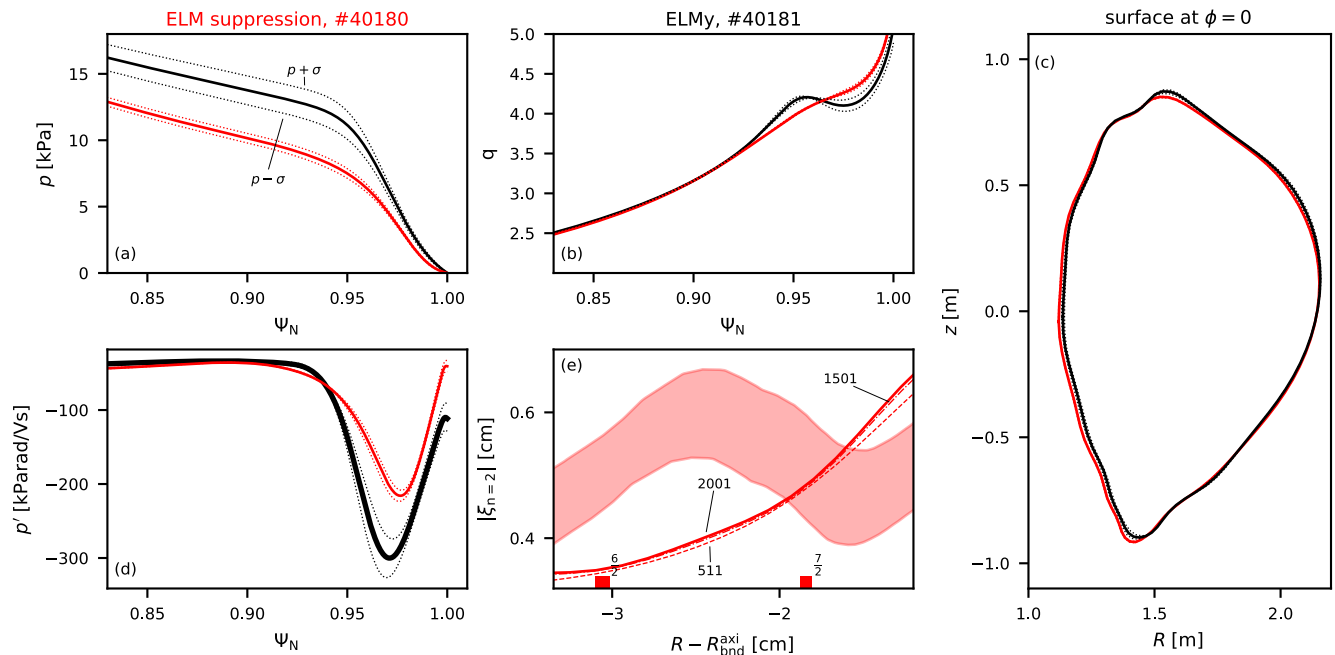 ELM suppression, #40180
ELMy, #40181
surface at ϕ = 0
p [kPa]
15
10
5
0
p + σ
p − σ
(a)
0.85 0.90 0.95 1.00
Ψ_N
q
5.0
4.5
4.0
3.5
3.0
2.5
(b)
0.85 0.90 0.95 1.00
Ψ_N
z [m]
1.0
0.5
0.0
−0.5
−1.0
(c)
1.0 1.5 2.0
R [m]
p′ [kParad/Vs]
−100
−200
−300
(d)
0.85 0.90 0.95 1.00
Ψ_N
|ξ_{n=2}| [cm]
0.6
0.4
(e)
1501
2001
511
6/2
7/2
−3 −2
R − R_bnd^axi [cm]